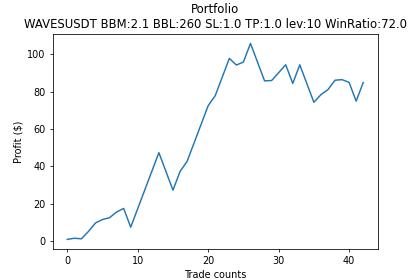 Portfolio
WAVESUSDT BBM:2.1 BBL:260 SL:1.0 TP:1.0 lev:10 WinRatio:72.0
Profit ($)
100
80
60
40
20
0
0 10 20 30 40
Trade counts